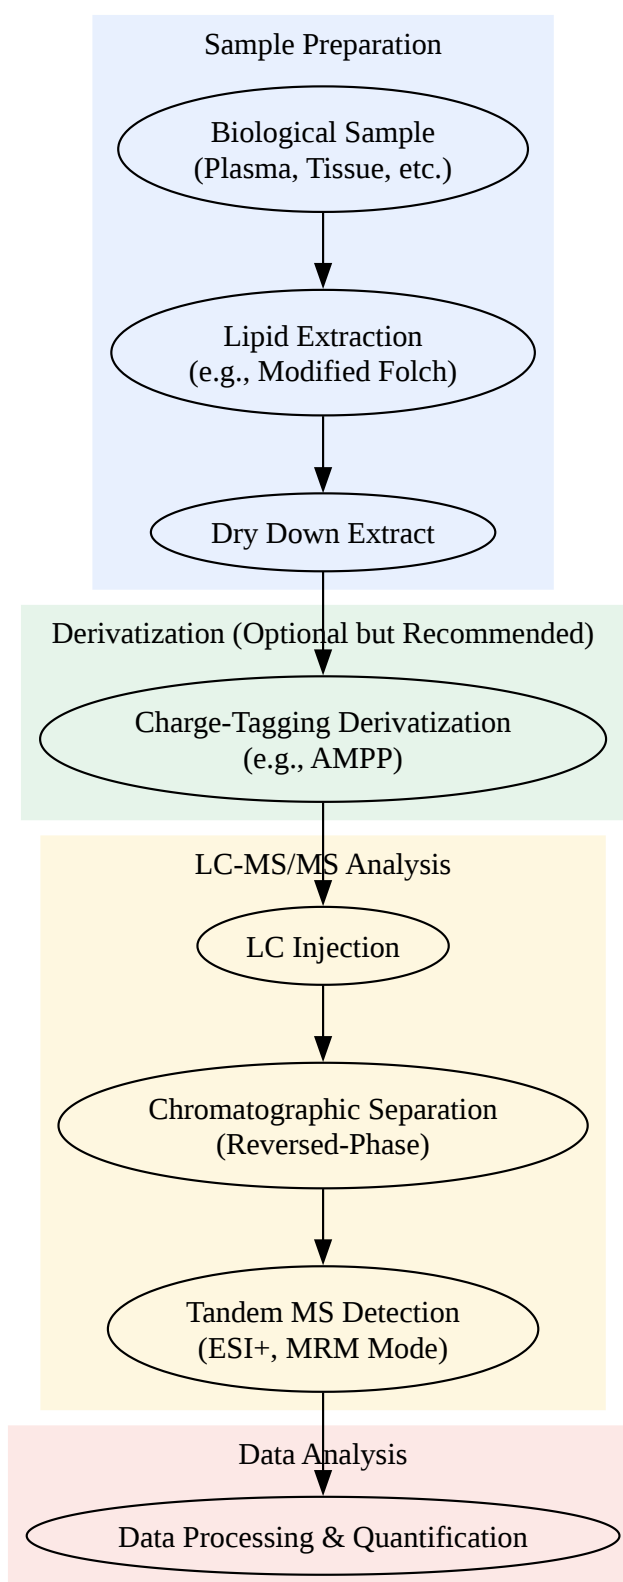 Sample Preparation
Biological Sample
(Plasma, Tissue, etc.)
Lipid Extraction
(e.g., Modified Folch)
Dry Down Extract
Derivatization (Optional but Recommended)
Charge-Tagging Derivatization
(e.g., AMPP)
LC-MS/MS Analysis
LC Injection
Chromatographic Separation
(Reversed-Phase)
Tandem MS Detection
(ESI+, MRM Mode)
Data Analysis
Data Processing & Quantification